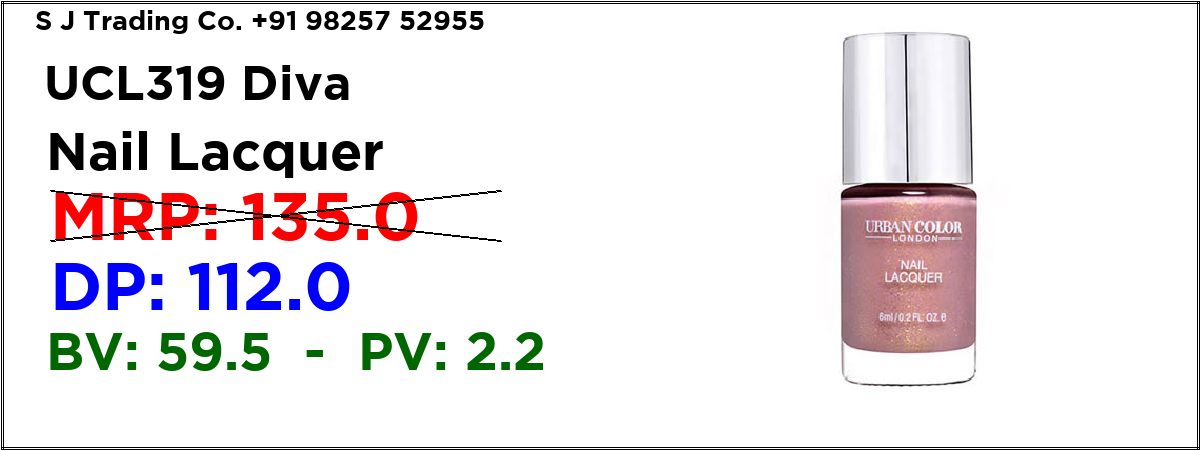 S J Trading Co. +91 98257 52955
UCL319 Diva
Nail Lacquer
MRP: 135.0
DP: 112.0
BV: 59.5 - PV: 2.2
URBAN COLOR
LONDON
NAIL
LACQUER
6ml/0.2 FL. OZ. e